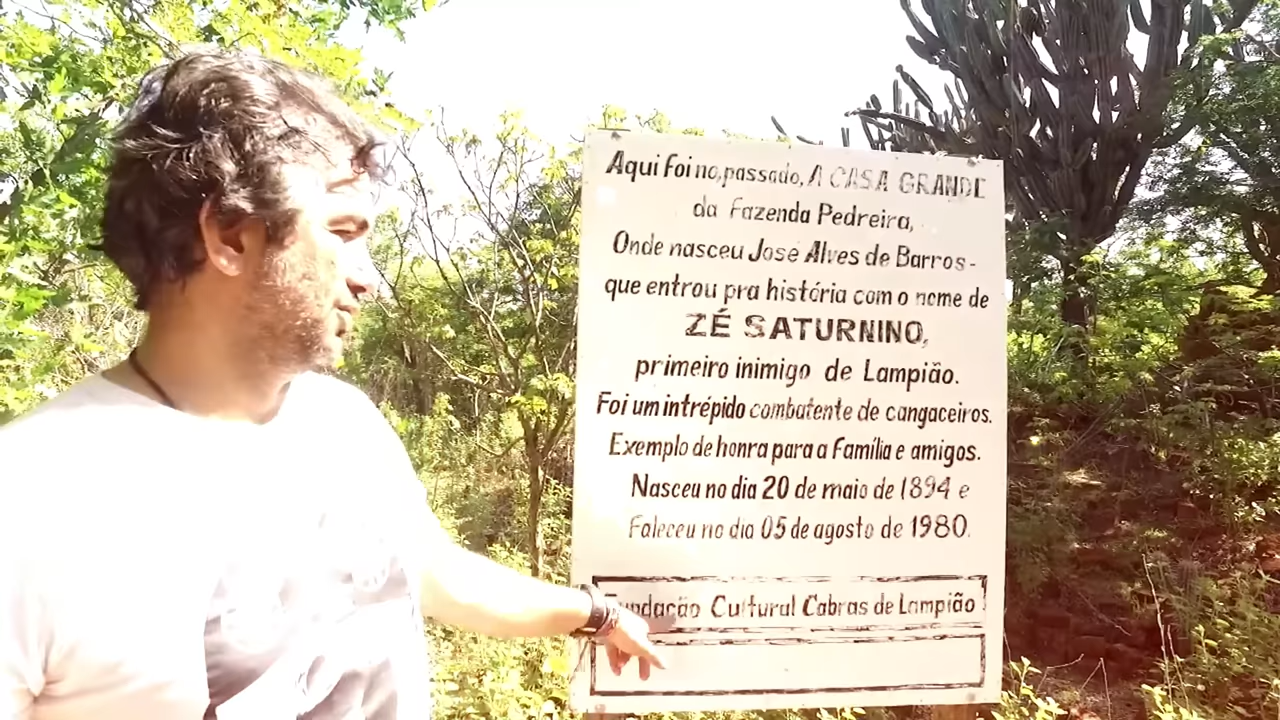 Aqui Foi no, passado, A CASA GRANDE
da Fazenda Pedreira,
Onde nasceu José Alves de Barros-
que entrou pra história com o nome de
ZÉ SATURNINO,
primeiro inimigo de Lampião.
Foi um intrépido combatente de cangaceiros.
Exemplo de honra para a Família e amigos.
Nasceu no dia 20 de maio de 1894 e
Faleceu no dia 05 de agosto de 1980.
Fundação Cultural Cabras de Lampião